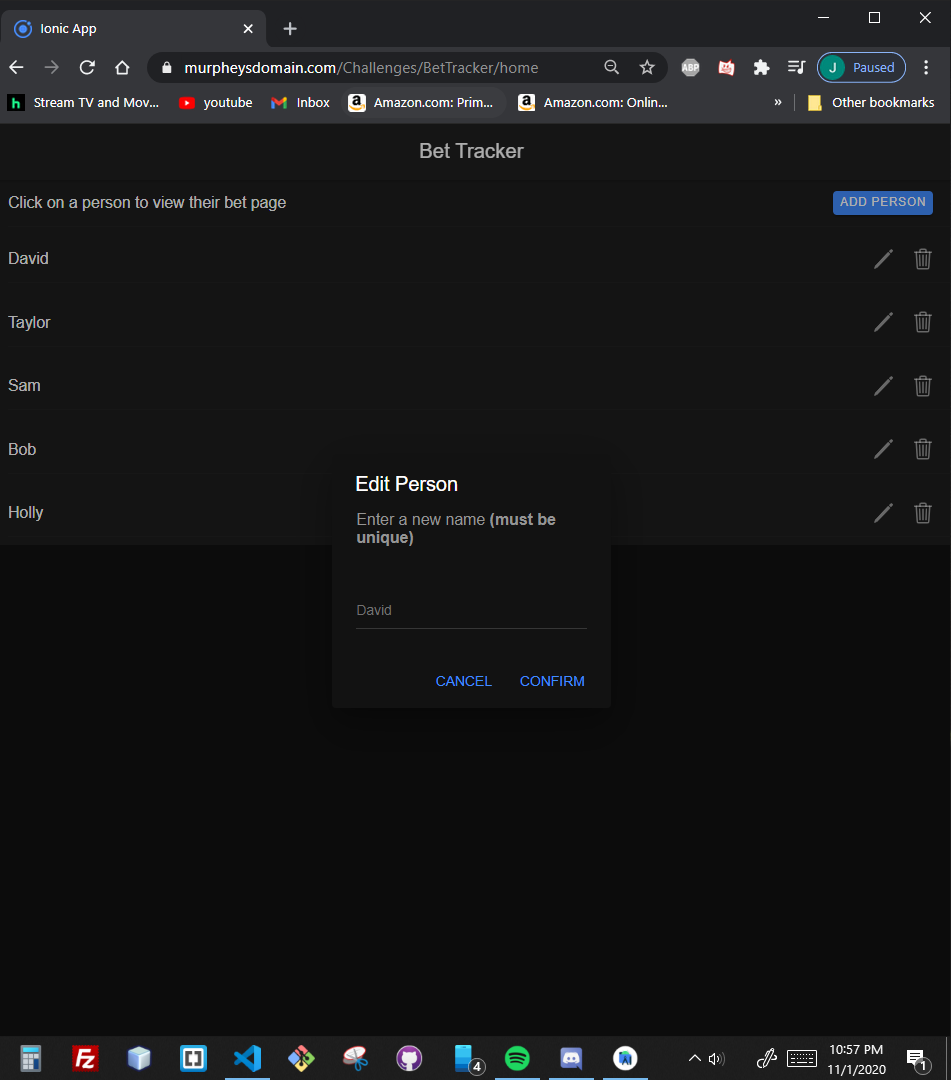 Ionic App
murpheysdomain.com/Challenges/BetTracker/home
ABP
J Paused
h Stream TV and Mov... youtube Inbox a Amazon.com: Prim... a Amazon.com: Onlin... » Other bookmarks
Bet Tracker
Click on a person to view their bet page ADD PERSON
David
Taylor
Sam
Bob
Holly
Edit Person
Enter a new name (must be
unique)
David
CANCEL CONFIRM
Fz
4
10:57 PM
11/1/2020
1